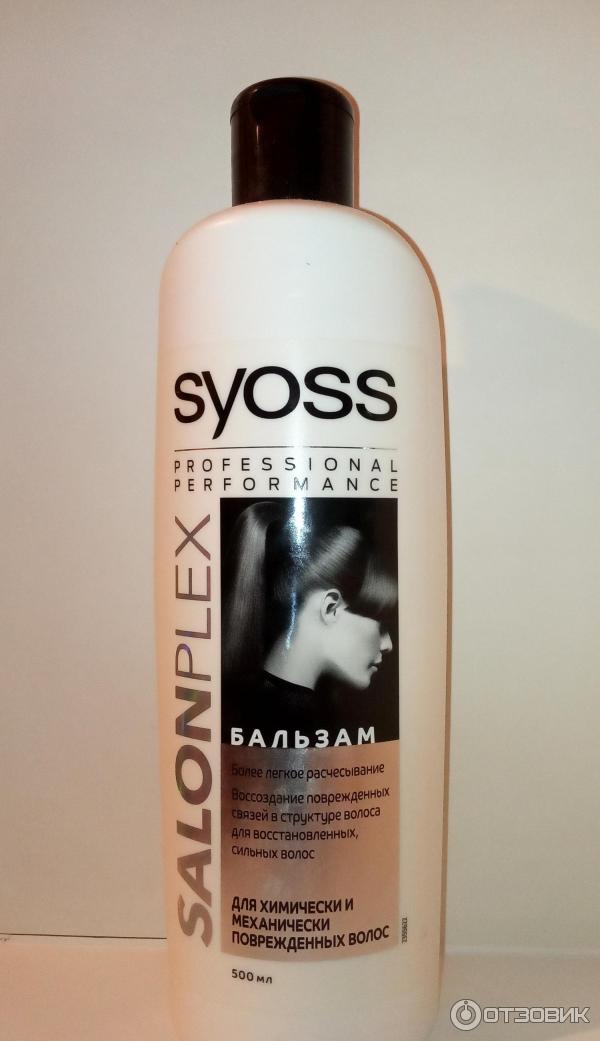 syoss
PROFESSIONAL
PERFORMANCE
SALONPLEX
БАЛЬЗАМ
Более легкое расчесывание
Воссоздание поврежденных
связей в структуре волоса
для восстановленных,
сильных волос
ДЛЯ ХИМИЧЕСКИ И
МЕХАНИЧЕСКИ
ПОВРЕЖДЕННЫХ ВОЛОС
500 мл
ОТЗОВИК